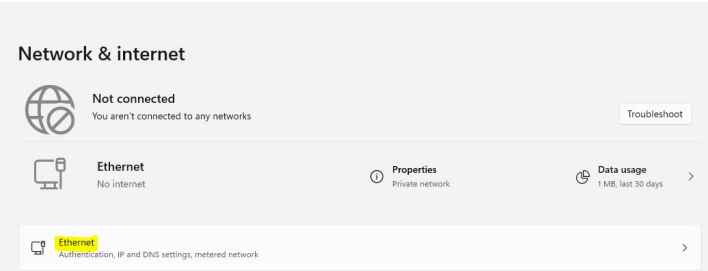 Network & internet
Not connected
You aren't connected to any networks
Troubleshoot
Ethernet
No internet
Properties
Private network
Data usage
1 MB, last 30 days
Ethernet
Authentication, IP and DNS settings, metered network